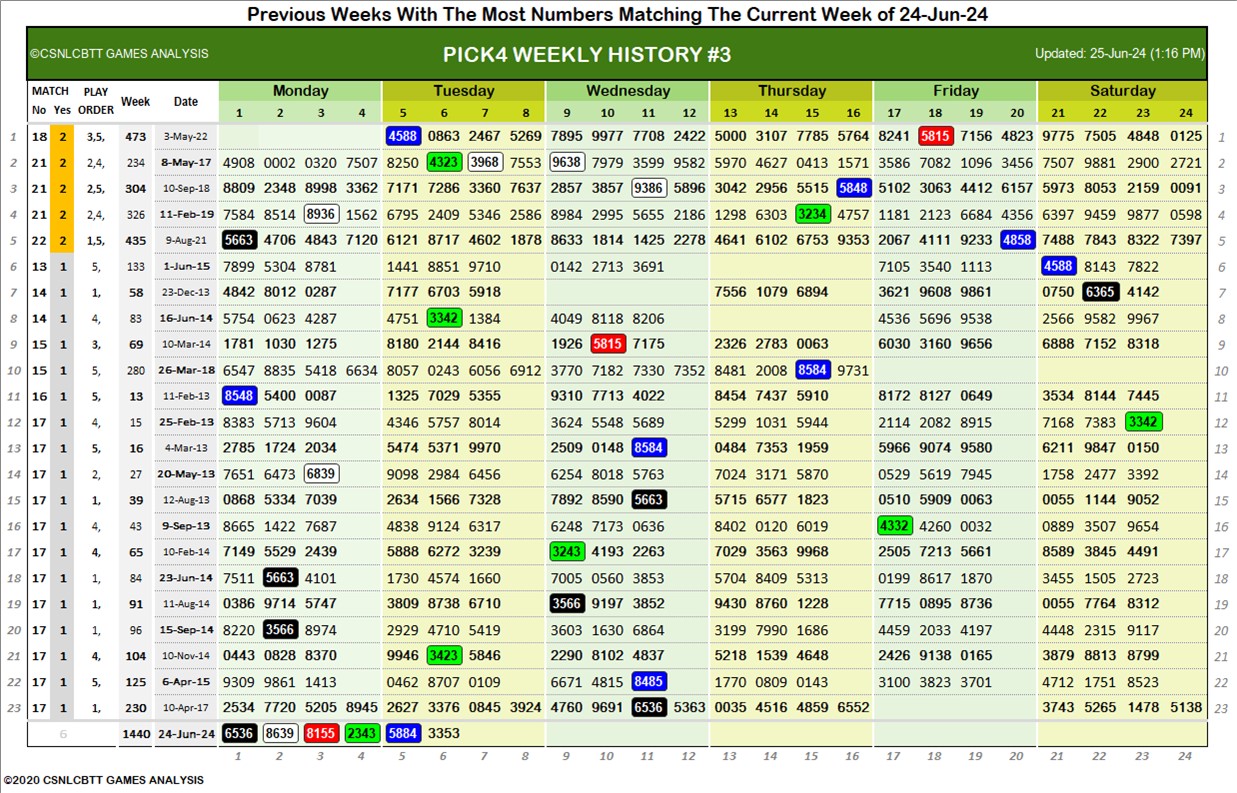 Previous Weeks With The Most Numbers Matching The Current Week of 24-Jun-24
©CSNLCBTT GAMES ANALYSIS PICK4 WEEKLY HISTORY #3 Updated: 25-Jun-24 (1:16 PM)
MATCH PLAY Week Date Monday Tuesday Wednesday Thursday Friday Saturday
No Yes ORDER 1 2 3 4 5 6 7 8 9 10 11 12 13 14 15 16 17 18 19 20 21 22 23 24
1 18 2 3,5, 473 3-May-22 4588 0863 2467 5269 7895 9977 7708 2422 5000 3107 7785 5764 8241 5815 7156 4823 9775 7505 4848 0125 1
2 21 2 2,4, 234 8-May-17 4908 0002 0320 7507 8250 4323 3968 7553 9638 7979 3599 9582 5970 4627 0413 1571 3586 7082 1096 3456 7507 9881 2900 2721 2
3 21 2 2,5, 304 10-Sep-18 8809 2348 8998 3362 7171 7286 3360 7637 2857 3857 9386 5896 3042 2956 5515 5848 5102 3063 4412 6157 5973 8053 2159 0091 3
4 21 2 2,4, 326 11-Feb-19 7584 8514 8936 1562 6795 2409 5346 2586 8984 2995 5655 2186 1298 6303 3234 4757 1181 2123 6684 4356 6397 9459 9877 0598 4
5 22 2 1,5, 435 9-Aug-21 5663 4706 4843 7120 6121 8717 4602 1878 8633 1814 1425 2278 4641 6102 6753 9353 2067 4111 9233 4858 7488 7843 8322 7397 5
6 13 1 5, 133 1-Jun-15 7899 5304 8781 1441 8851 9710 0142 2713 3691 7105 3540 1113 4588 8143 7822 6
7 14 1 1, 58 23-Dec-13 4842 8012 0287 7177 6703 5918 7556 1079 6894 3621 9608 9861 0750 6365 4142 7
8 14 1 4, 83 16-Jun-14 5754 0623 4287 4751 3342 1384 4049 8118 8206 4536 5696 9538 2566 9582 9967 8
9 15 1 3, 69 10-Mar-14 1781 1030 1275 8180 2144 8416 1926 5815 7175 2326 2783 0063 6030 3160 9656 6888 7152 8318 9
10 15 1 5, 280 26-Mar-18 6547 8835 5418 6634 8057 0243 6056 6912 3770 7182 7330 7352 8481 2008 8584 9731 10
11 16 1 5, 13 11-Feb-13 8548 5400 0087 1325 7029 5355 9310 7713 4022 8454 7437 5910 8172 8127 0649 3534 8144 7445 11
12 17 1 4, 15 25-Feb-13 8383 5713 9604 4346 5757 8014 3624 5548 5689 5299 1031 5944 2114 2082 8915 7168 7383 3342 12
13 17 1 5, 16 4-Mar-13 2785 1724 2034 5474 5371 9970 2509 0148 8584 0484 7353 1959 5966 9074 9580 6211 9847 0150 13
14 17 1 2, 27 20-May-13 7651 6473 6839 9098 2984 6456 6254 8018 5763 7024 3171 5870 0529 5619 7945 1758 2477 3392 14
15 17 1 1, 39 12-Aug-13 0868 5334 7039 2634 1566 7328 7892 8590 5663 5715 6577 1823 0510 5909 0063 0055 1144 9052 15
16 17 1 4, 43 9-Sep-13 8665 1422 7687 4838 9124 6317 6248 7173 0636 8402 0120 6019 4332 4260 0032 0889 3507 9654 16
17 17 1 4, 65 10-Feb-14 7149 5529 2439 5888 6272 3239 3243 4193 2263 7029 3563 9968 2505 7213 5661 8589 3845 4491 17
18 17 1 1, 84 23-Jun-14 7511 5663 4101 1730 4574 1660 7005 0560 3853 5704 8409 5313 0199 8617 1870 3455 1505 2723 18
19 17 1 1, 91 11-Aug-14 0386 9714 5747 3809 8738 6710 3566 9197 3852 9430 8760 1228 7715 0895 8736 0055 7764 8312 19
20 17 1 1, 96 15-Sep-14 8220 3566 8974 2929 4710 5419 3603 1630 6864 3199 7990 1686 4459 2033 4197 4448 2315 9117 20
21 17 1 4, 104 10-Nov-14 0443 0828 8370 9946 3423 5846 2290 8102 4837 5218 1539 4648 2426 9138 0165 3879 8813 8799 21
22 17 1 5, 125 6-Apr-15 9309 9861 1413 0462 8707 0109 6671 4815 8485 1770 0809 0143 3100 3823 3701 4712 1751 8523 22
23 17 1 1, 230 10-Apr-17 2534 7720 5205 8945 2627 3376 0845 3924 4760 9691 6536 5363 0035 4516 4859 6552 3743 5265 1478 5138 23
6 1440 24-Jun-24 6536 8639 8155 2343 5884 3353
1 2 3 4 5 6 7 8 9 10 11 12 13 14 15 16 17 18 19 20 21 22 23 24
©2020 CSNLCBTT GAMES ANALYSIS